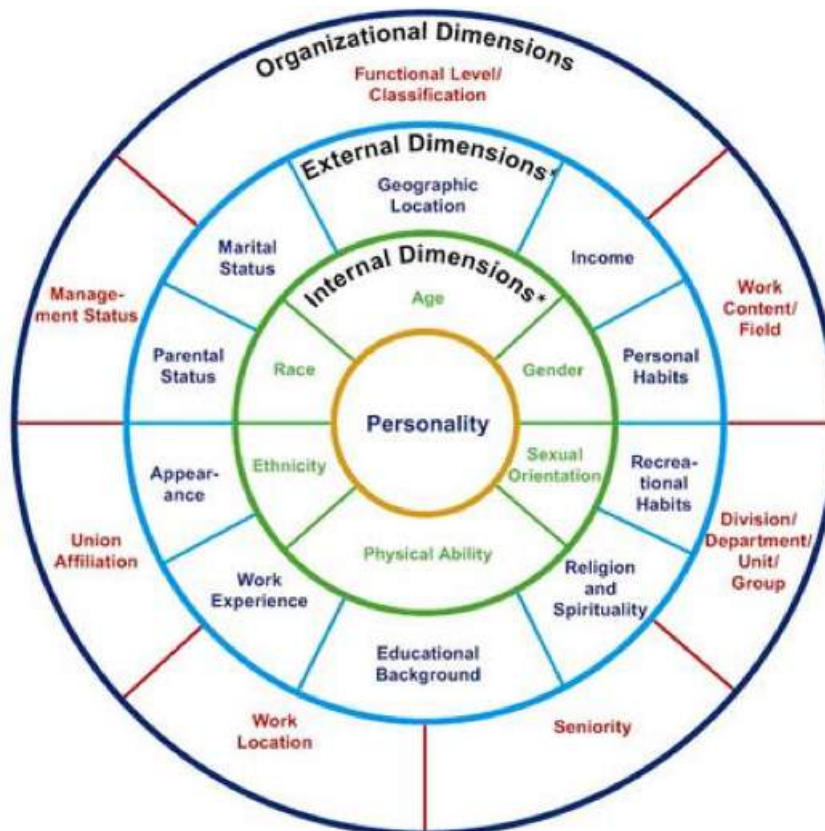 Organizational Dimensions
Functional Level/
Classification
External Dimensions*
Geographic
Location
Marital
Status
Income
Internal Dimensions*
Age
Manage-
ment Status
Work
Content/
Field
Parental
Status
Race
Gender
Personal
Habits
Personality
Appear-
ance
Ethnicity
Sexual
Orientation
Recrea-
tional
Habits
Union
Affiliation
Division/
Department/
Unit/
Group
Physical Ability
Work
Experience
Religion
and
Spirituality
Educational
Background
Work
Location
Seniority